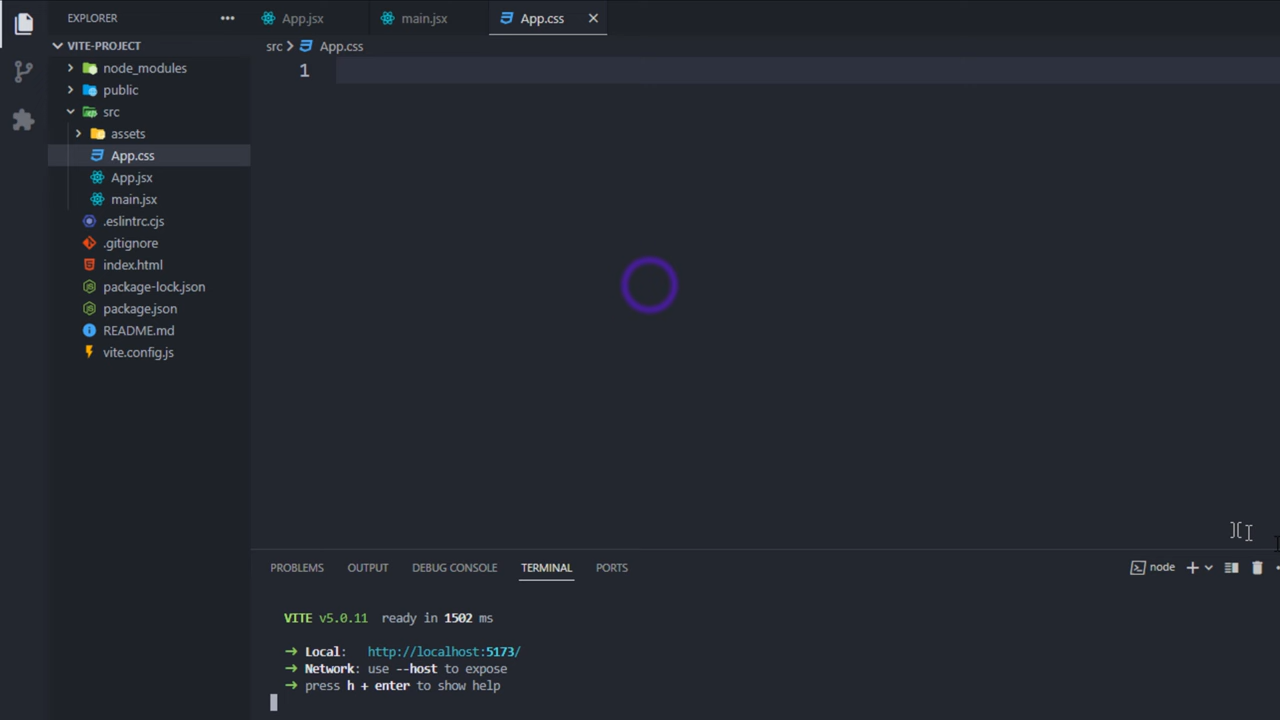 EXPLORER
App.jsx
main.jsx
App.css
VITE-PROJECT
src
App.css
node_modules
1
public
src
assets
App.css
App.jsx
main.jsx
.eslintrc.cjs
.gitignore
index.html
package-lock.json
package.json
README.md
vite.config.js
PROBLEMS
OUTPUT
DEBUG CONSOLE
TERMINAL
PORTS
node
VITE v5.0.11 ready in 1502 ms
➜ Local: http://localhost:5173/
➜ Network: use --host to expose
➜ press h + enter to show help